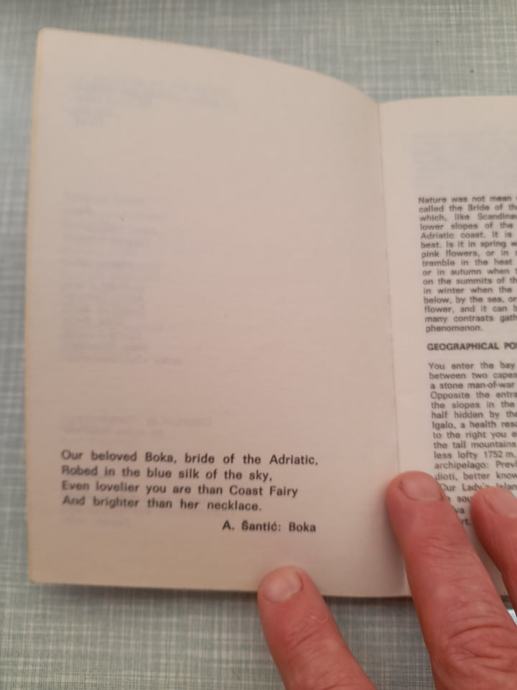 Our beloved Boka, bride of the Adriatic,
Robed in the blue silk of the sky,
Even lovelier you are than Coast Fairy
And brighter than her necklace.
A. Šantić: Boka
Nature was not mean
called the Bride of th
which, like Scandina
lower slopes of the
Adriatic coast. It is
best. Is it in spring w
pink flowers, or in s
tremble in the heat
or in autumn when t
on the summits of th
in winter when the
below, by the sea, or
flower, and it can b
many contrasts gath
phenomenon.
GEOGRAPHICAL PO
You enter the bay
between two capes
a stone man-of-war
Opposite the entra
the slopes in the
half hidden by the
Igalo, a health res
to the right you e
the tall mountains
less lofty 1752 m.
archipelago: Prev
dioti, better know
Our Lady's Islan